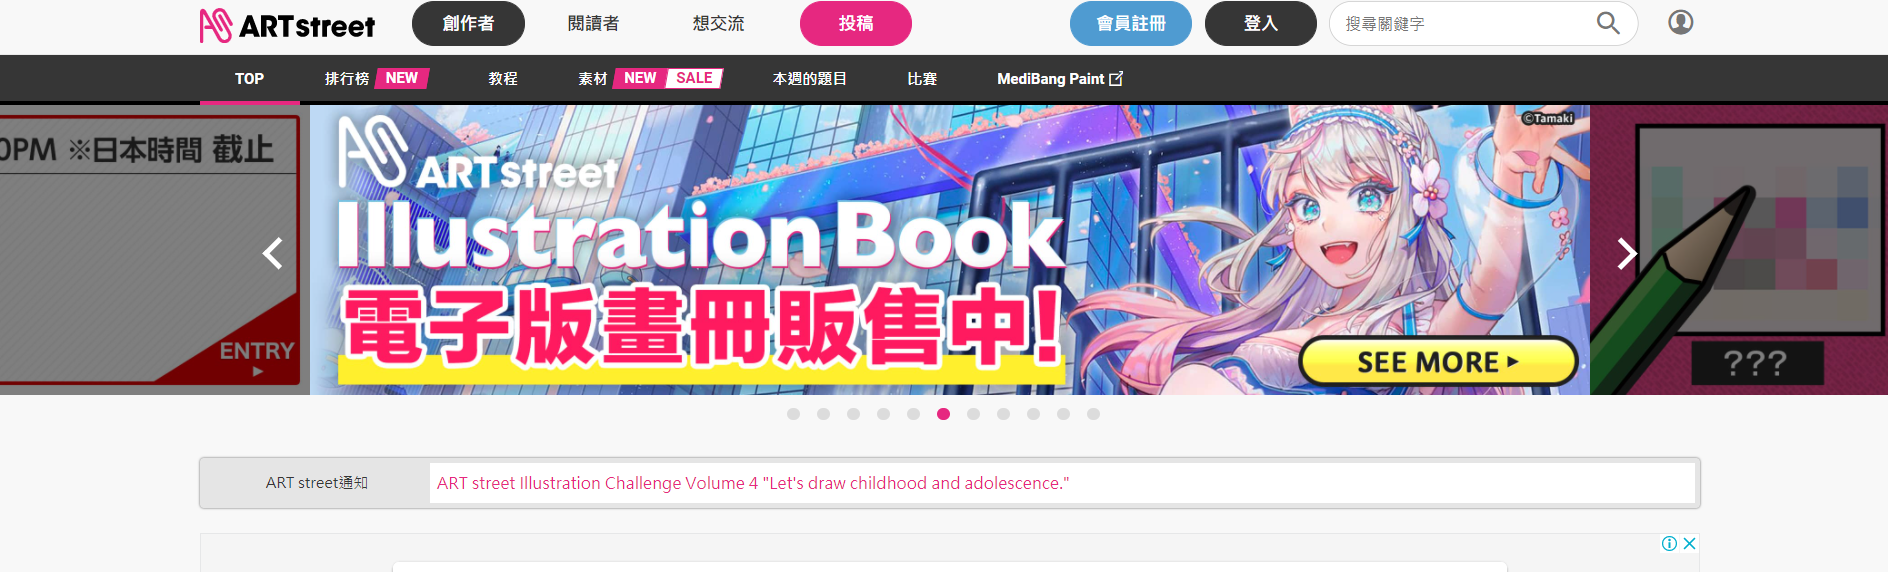 ART street
創作者
閱讀者
想交流
投稿
會員註冊
登入
搜尋關鍵字
TOP
排行榜 NEW
教程
素材 NEW SALE
本週的題目
比賽
MediBang Paint
0PM ※日本時間 截止
ENTRY
ART street
Illustration Book
電子版畫冊販售中!
©Tamaki
SEE MORE
???
ART street通知
ART street Illustration Challenge Volume 4 "Let's draw childhood and adolescence."